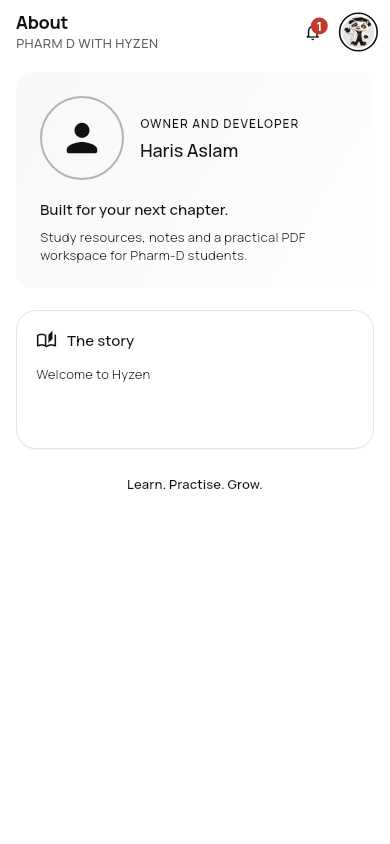 About
PHARM D WITH HYZEN
1
OWNER AND DEVELOPER
Haris Aslam
Built for your next chapter.
Study resources, notes and a practical PDF
workspace for Pharm-D students.
The story
Welcome to Hyzen
Learn. Practise. Grow.